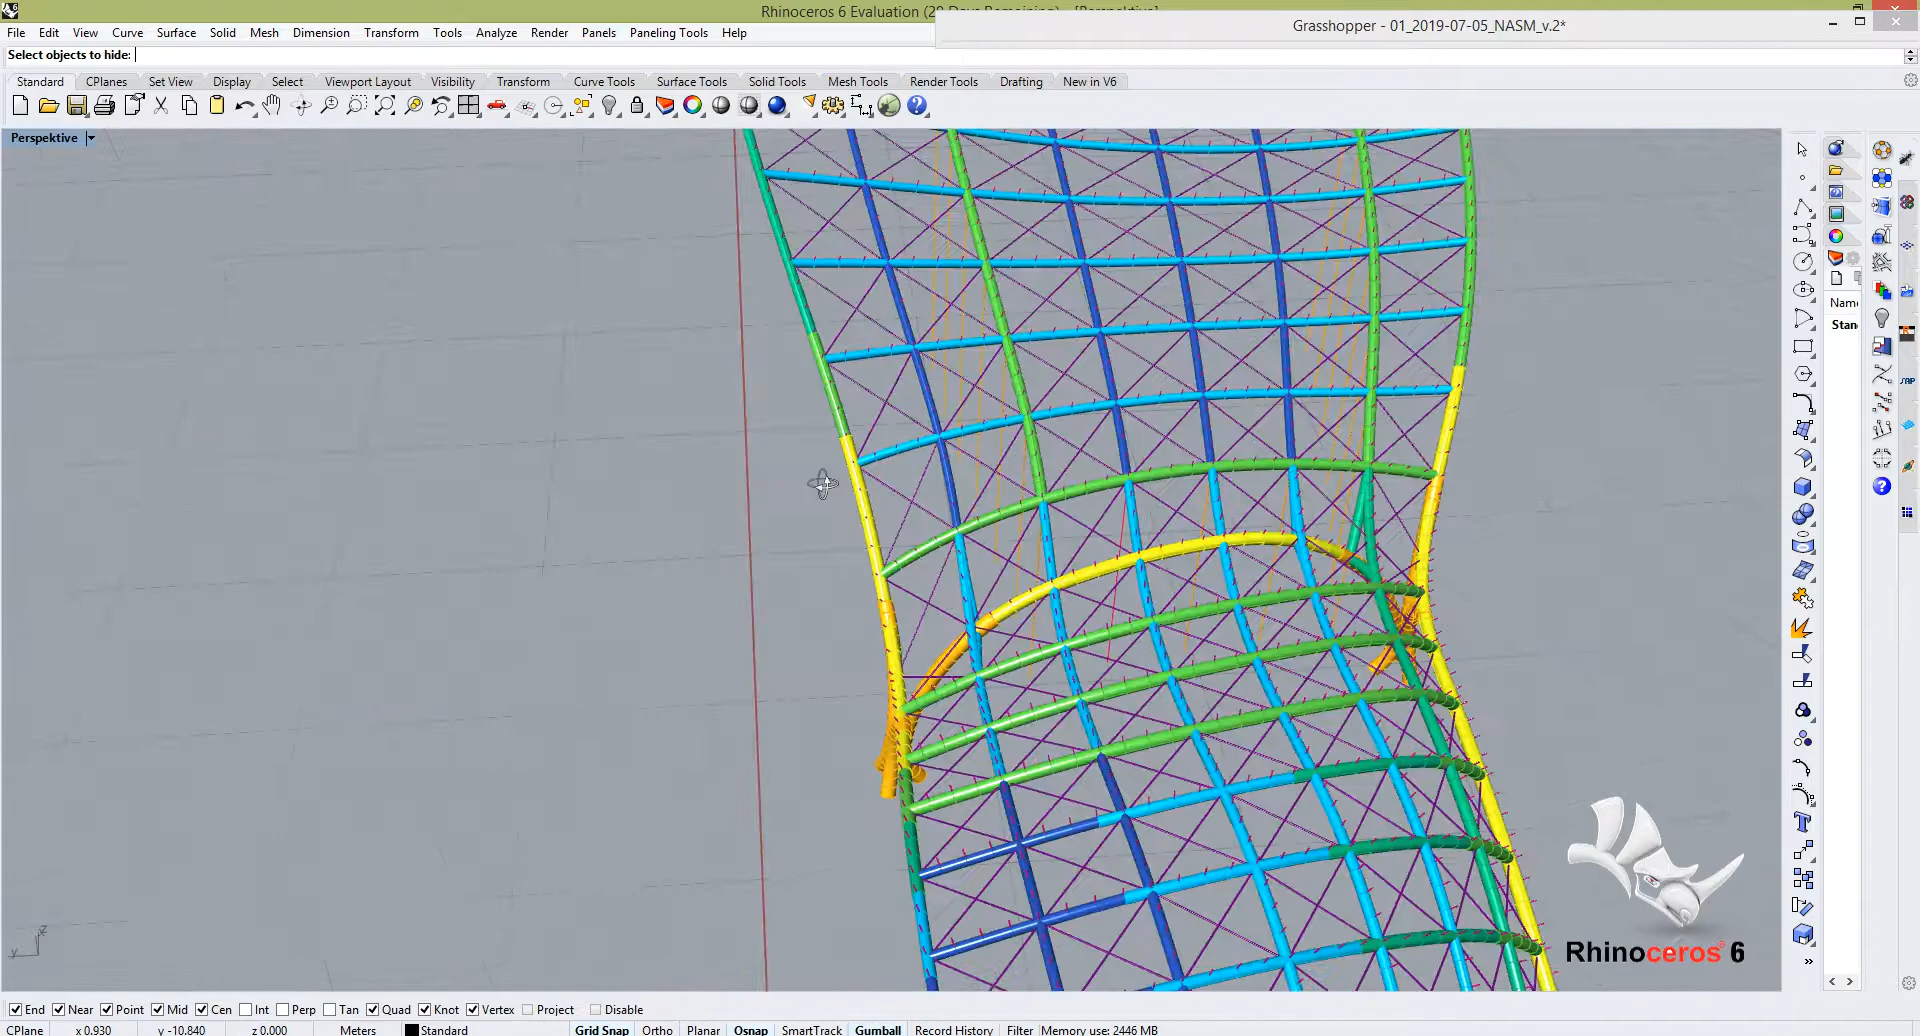 Rhinoceros 6 Evaluation
Grasshopper - 01_2019-07-05_NASM_v.2*
File Edit View Curve Surface Solid Mesh Dimension Transform Tools Analyze Render Panels Paneling Tools Help
Select objects to hide:
Standard CPlanes Set View Display Select Viewport Layout Visibility Transform Curve Tools Surface Tools Solid Tools Mesh Tools Render Tools Drafting New in V6
Perspektive
Name
Stan
y z
Rhinoceros 6
End Near Point Mid Cen Int Perp Tan Quad Knot Vertex Project Disable
CPlane x 0.930 y -10.840 z 0.000 Meters Standard Grid Snap Ortho Planar Osnap SmartTrack Gumball Record History Filter Memory use: 2446 MB